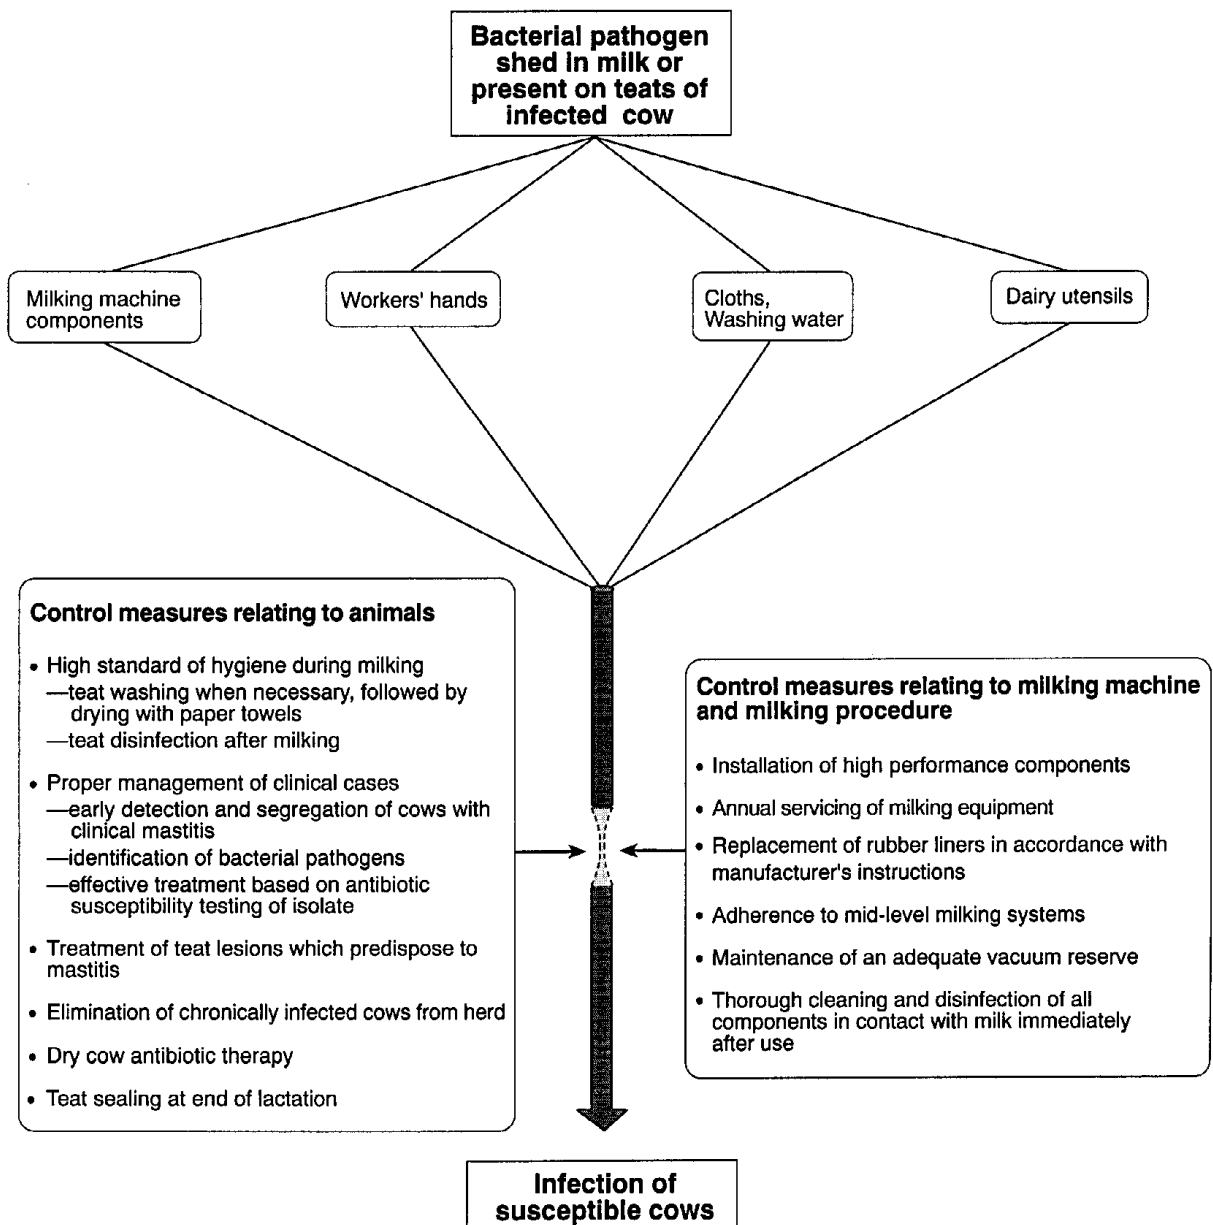 Bacterial pathogen
shed in milk or
present on teats of
infected cow
Milking machine
components
Workers' hands
Cloths,
Washing water
Dairy utensils
Control measures relating to animals
• High standard of hygiene during milking
—teat washing when necessary, followed by
drying with paper towels
—teat disinfection after milking
• Proper management of clinical cases
—early detection and segregation of cows with
clinical mastitis
—identification of bacterial pathogens
—effective treatment based on antibiotic
susceptibility testing of isolate
• Treatment of teat lesions which predispose to
mastitis
• Elimination of chronically infected cows from herd
• Dry cow antibiotic therapy
• Teat sealing at end of lactation
Control measures relating to milking machine
and milking procedure
• Installation of high performance components
• Annual servicing of milking equipment
• Replacement of rubber liners in accordance with
manufacturer's instructions
• Adherence to mid-level milking systems
• Maintenance of an adequate vacuum reserve
• Thorough cleaning and disinfection of all
components in contact with milk immediately
after use
Infection of
susceptible cows